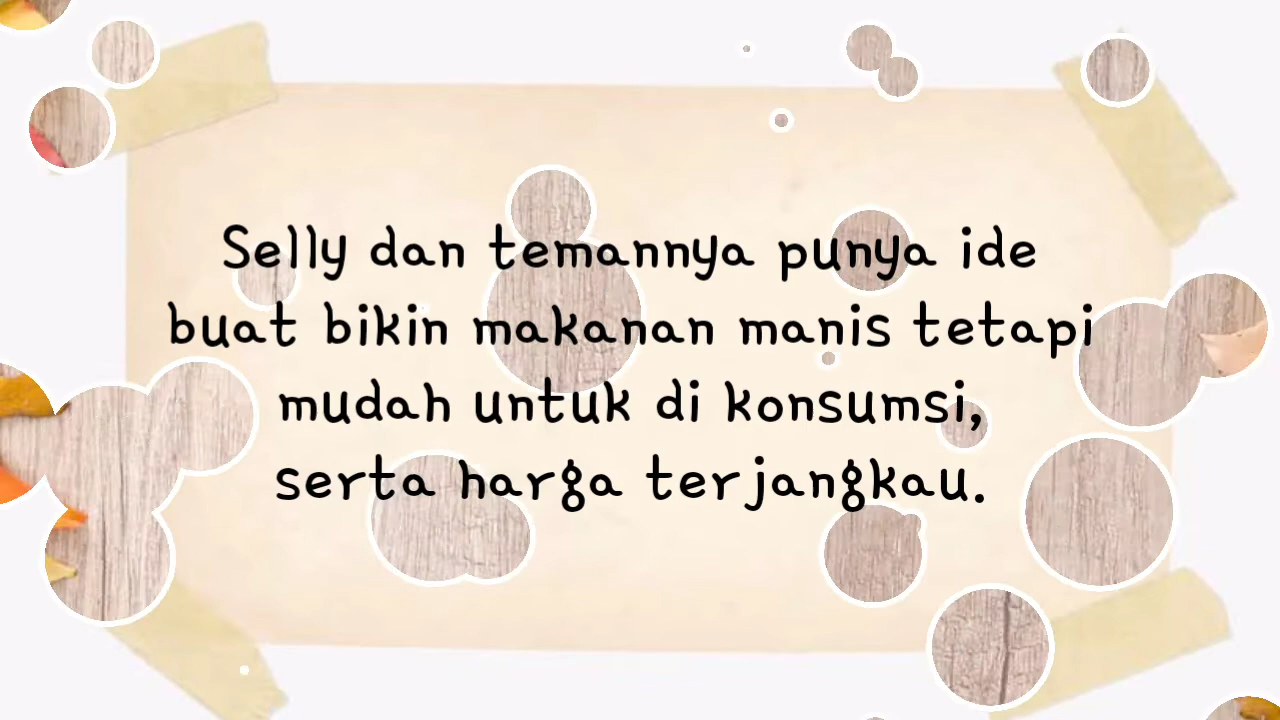 Selly dan temannya punya ide
buat bikin makanan manis tetapi
mudah untuk di konsumsi,
serta harga terjangkau.